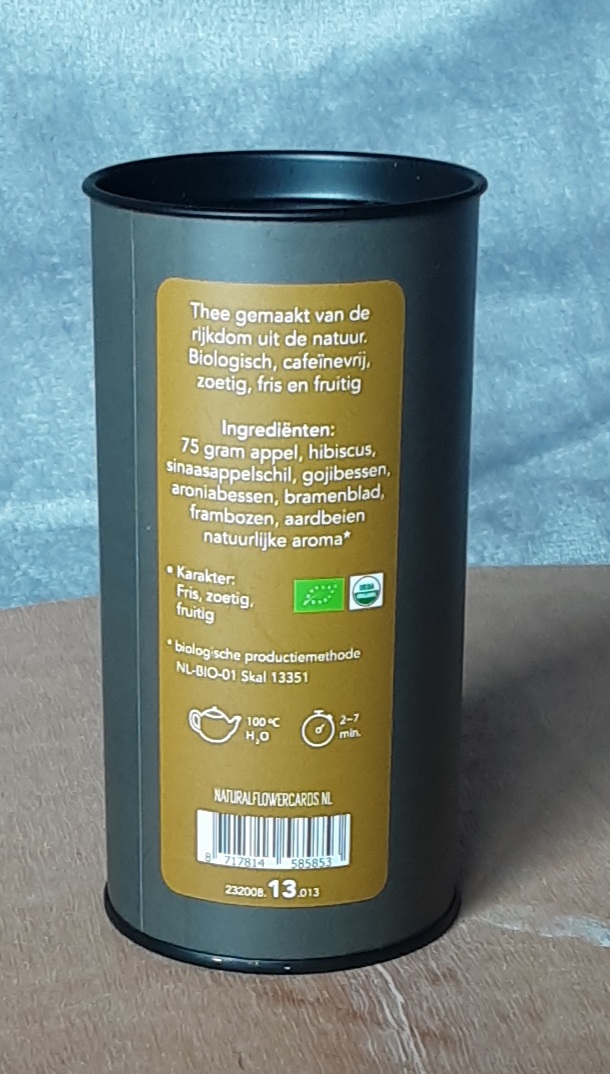 Thee gemaakt van de
rijkdom uit de natuur.
Biologisch, cafeïnevrij,
zoetig, fris en fruitig
Ingrediënten:
75 gram appel, hibiscus,
sinaasappelschil, gojibessen,
aroniabessen, bramenblad,
frambozen, aardbeien
natuurlijke aroma*
• Karakter:
Fris, zoetig,
fruitig
USDA
ORGANIC
* biologische productiemethode
NL-BIO-01 Skal 13351
100 °C
H₂O
2–7
min.
NATURALFLOWERCARDS.NL
8 717814 585853
232008.13.013